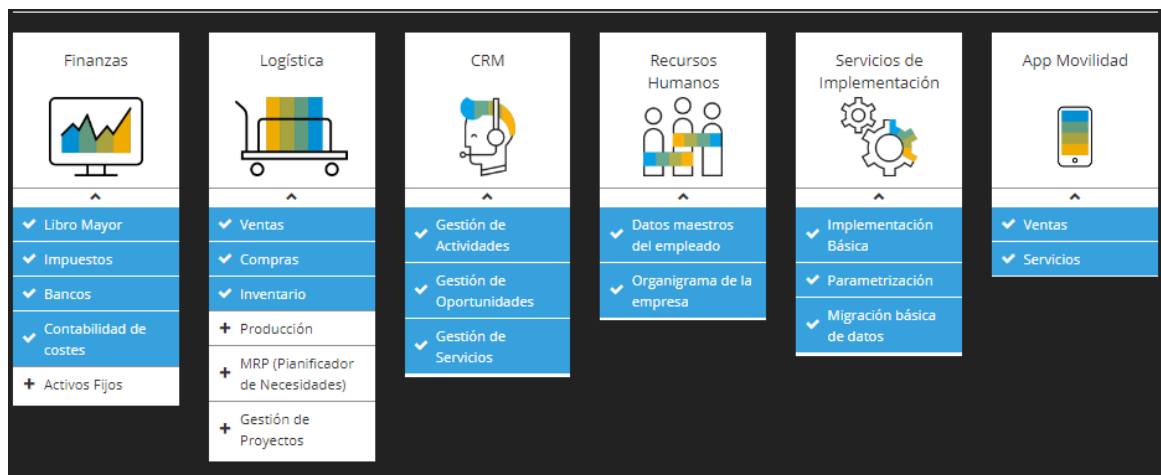 Finanzas
Libro Mayor
Impuestos
Bancos
Contabilidad de
costes
Activos Fijos
Logística
Ventas
Compras
Inventario
Producción
MRP (Pianificador
de Necesidades)
Gestión de
Proyectos
CRM
Gestión de
Actividades
Gestión de
Oportunidades
Gestión de
Servicios
Recursos
Humanos
Datos maestros
del empleado
Organigrama de la
empresa
Servicios de
Implementación
Implementación
Básica
Parametrización
Migración básica
de datos
App Movilidad
Ventas
Servicios